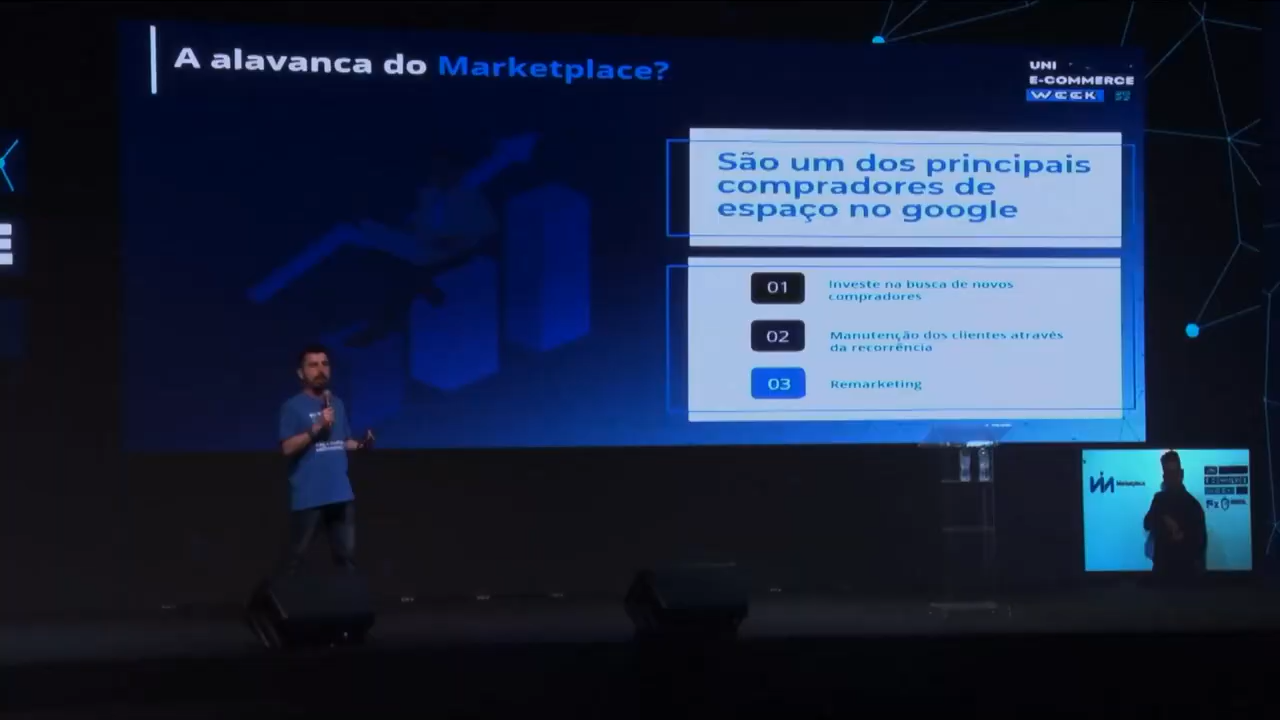 A alavanca do Marketplace?
UNI
E-COMMERCE
WEEK
São um dos principais
compradores de
espaço no google
01
Investe na busca de novos
compradores
02
Manutenção dos clientes através
da recorrência
03
Remarketing
E